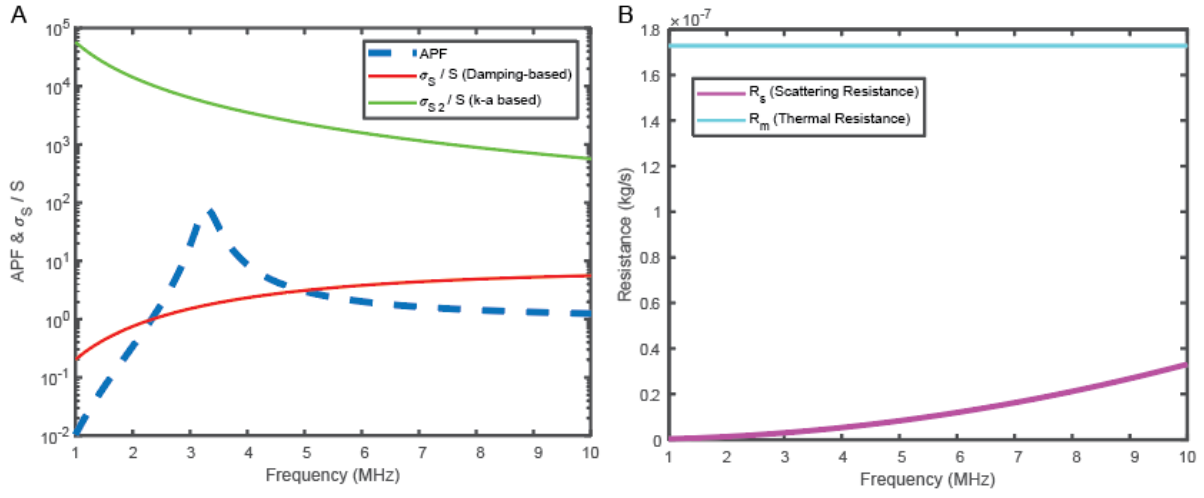 A
APF & σS / S
10^5
10^4
10^3
10^2
10^1
10^0
10^-1
10^-2
APF
σS / S (Damping-based)
σS 2 / S (k-a based)
1 2 3 4 5 6 7 8 9 10
Frequency (MHz)
B
×10^-7
Resistance (kg/s)
1.8
1.6
1.4
1.2
1
0.8
0.6
0.4
0.2
0
Rs (Scattering Resistance)
Rm (Thermal Resistance)
1 2 3 4 5 6 7 8 9 10
Frequency (MHz)